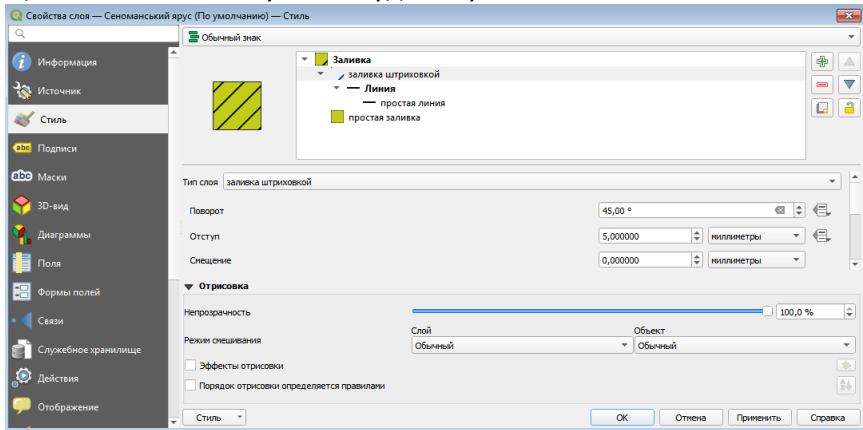 Свойства слоя — Сеноманський ярус (По умолчанию) — Стиль
Обычный знак
Информация
Источник
Стиль
abc Подписи
abc Маски
3D-вид
Диаграммы
Поля
Формы полей
Связи
Служебное хранилище
Действия
Отображение
Заливка
заливка штриховкой
Линия
простая линия
простая заливка
Тип слоя заливка штриховкой
Поворот 45,00 °
Отступ 5,000000 миллиметры
Смещение 0,000000 миллиметры
Отрисовка
Непрозрачность 100,0 %
Слой Объект
Режим смешивания Обычный Обычный
Эффекты отрисовки
Порядок отрисовки определяется правилами
Стиль OK Отмена Применить Справка